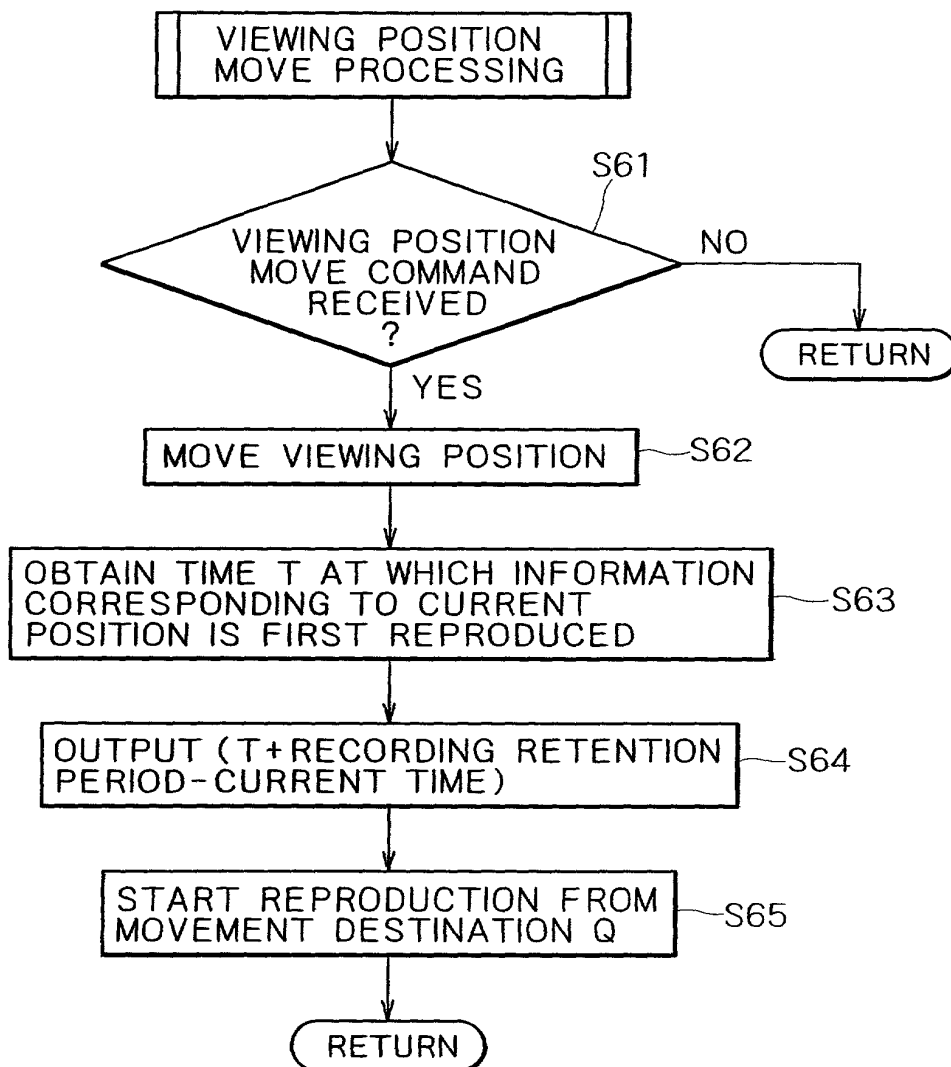 VIEWING POSITION
MOVE PROCESSING
S61
VIEWING POSITION
MOVE COMMAND
RECEIVED
?
NO
RETURN
YES
MOVE VIEWING POSITION
S62
OBTAIN TIME T AT WHICH INFORMATION
CORRESPONDING TO CURRENT
POSITION IS FIRST REPRODUCED
S63
OUTPUT (T+RECORDING RETENTION
PERIOD-CURRENT TIME)
S64
START REPRODUCTION FROM
MOVEMENT DESTINATION Q
S65
RETURN